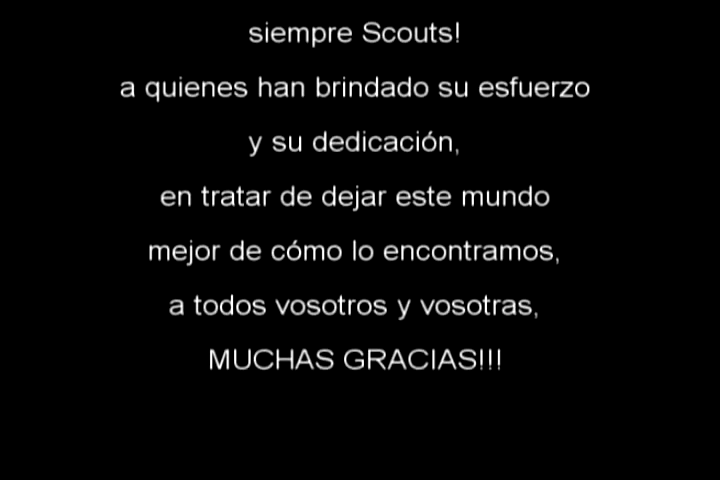 siempre Scouts!
a quienes han brindado su esfuerzo
y su dedicación,
en tratar de dejar este mundo
mejor de cómo lo encontramos,
a todos vosotros y vosotras,
MUCHAS GRACIAS!!!